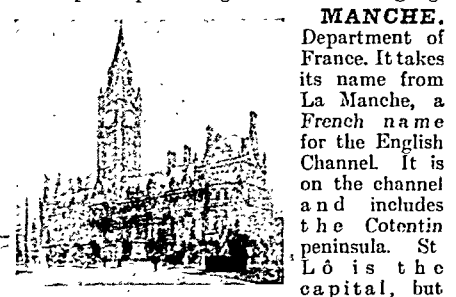 MANCHE.
Department of
France. It takes
its name from
La Manche, a
French name
for the English
Channel. It is
on the channel
and includes
the Cotentin
peninsula. St
Lô is the
capital, but